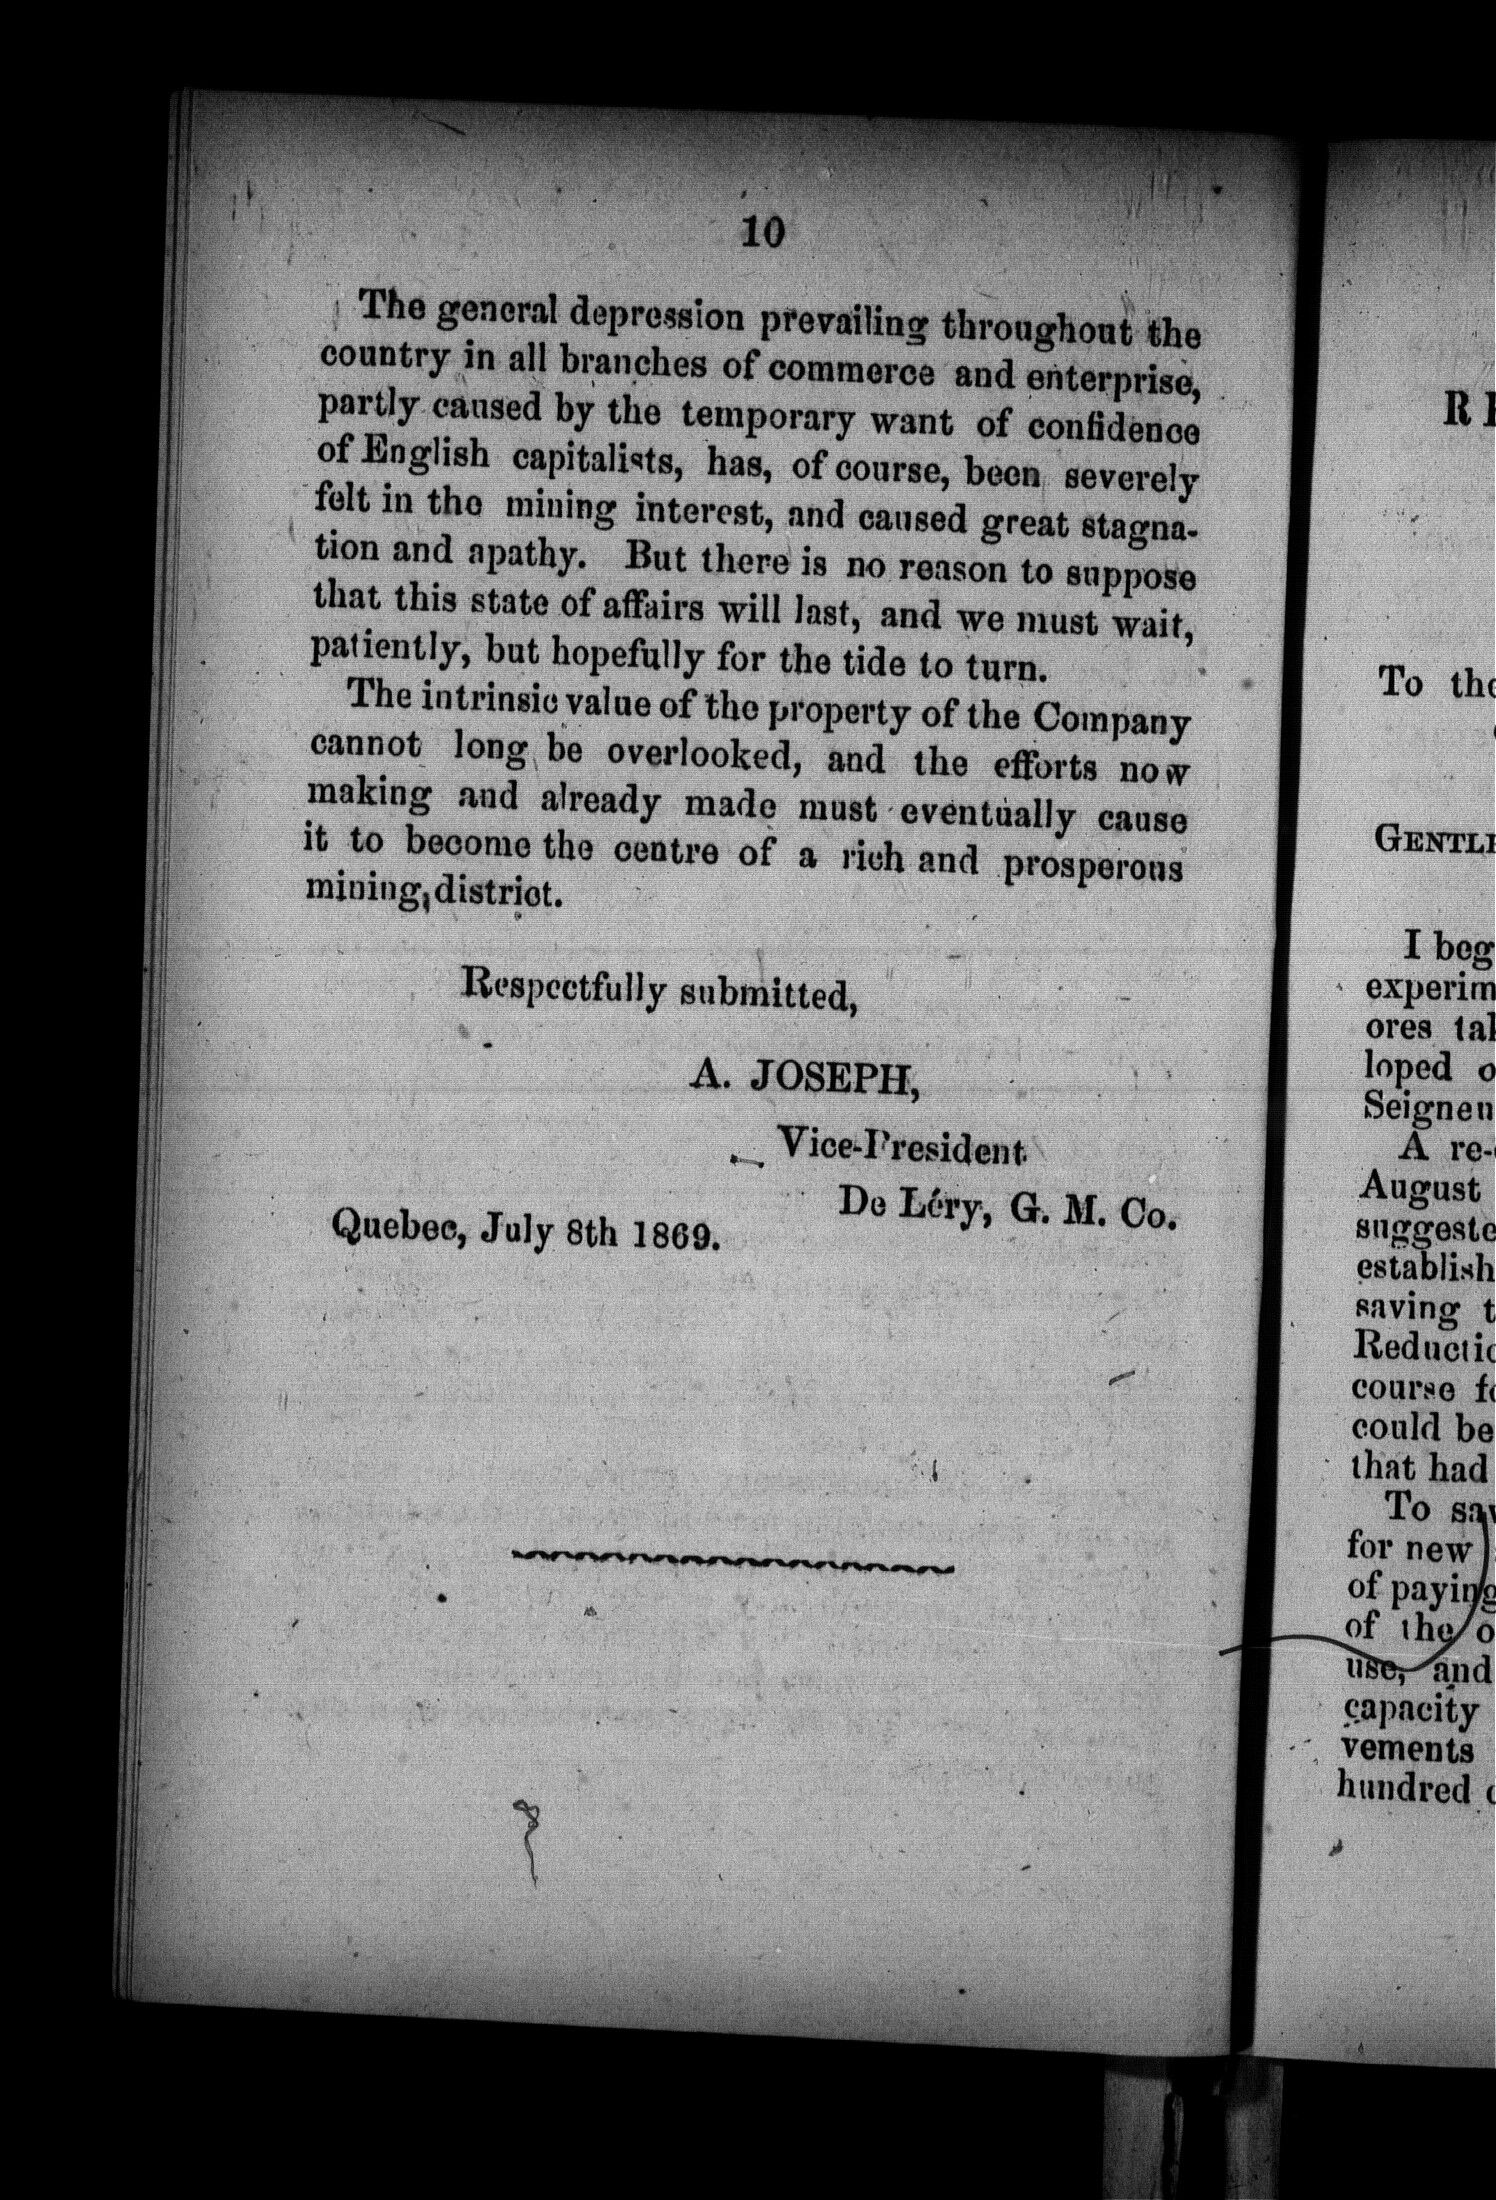 10
The general depression prevailing throughout the
country in all branches of commerce and enterprise,
partly caused by the temporary want of confidence
of English capitalists, has, of course, been severely
felt in the mining interest, and caused great stagna-
tion and apathy. But there is no reason to suppose
that this state of affairs will last, and we must wait,
patiently, but hopefully for the tide to turn.
The intrinsic value of the property of the Company
cannot long be overlooked, and the efforts now
making and already made must eventually cause
it to become the centre of a rich and prosperous
mining district.
Respectfully submitted,
A. JOSEPH,
Vice-President
De Léry, G. M. Co.
Quebec, July 8th 1869.
R
To the
GENTLE
I beg
experim
ores tak
loped o
Seigneu
A re-
August
suggeste
establish
saving t
Reductio
course fo
could be
that had
To sav
for new
of paying
of the o
use, and
capacity
vements
hundred